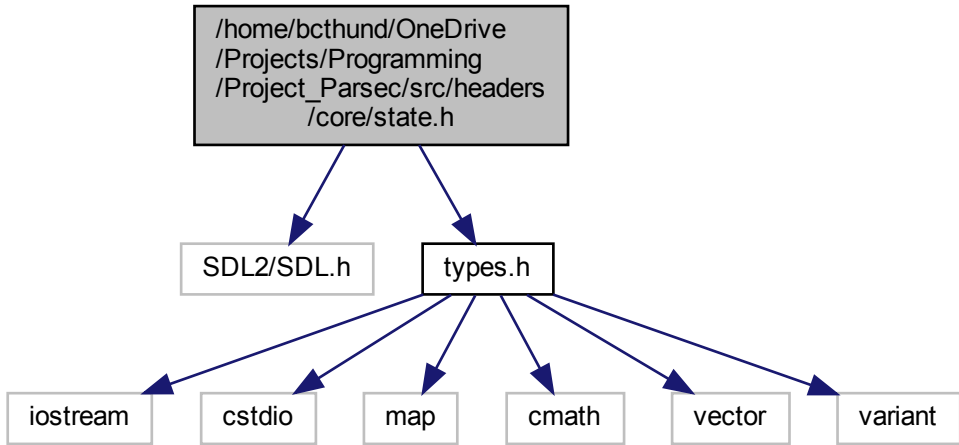 /home/bcthund/OneDrive
/Projects/Programming
/Project_Parsec/src/headers
/core/state.h
SDL2/SDL.h
types.h
iostream
cstdio
map
cmath
vector
variant